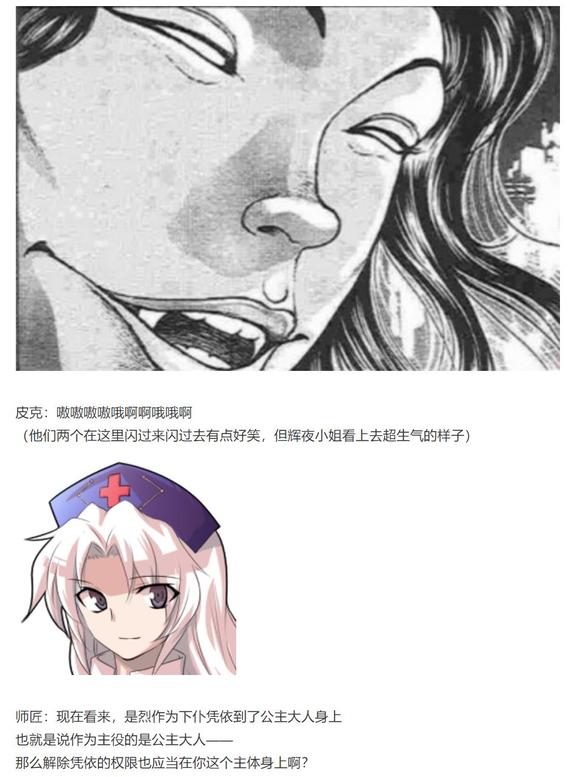 皮克：嗷嗷嗷嗷哦啊啊哦哦啊
（他们两个在这里闪过来闪过去有点好笑，但辉夜小姐看上去超生气的样子）
师匠：现在看来，是烈作为下仆凭依到了公主大人身上
也就是说作为主役的是公主大人——
那么解除凭依的权限也应当在你这个主体身上啊？